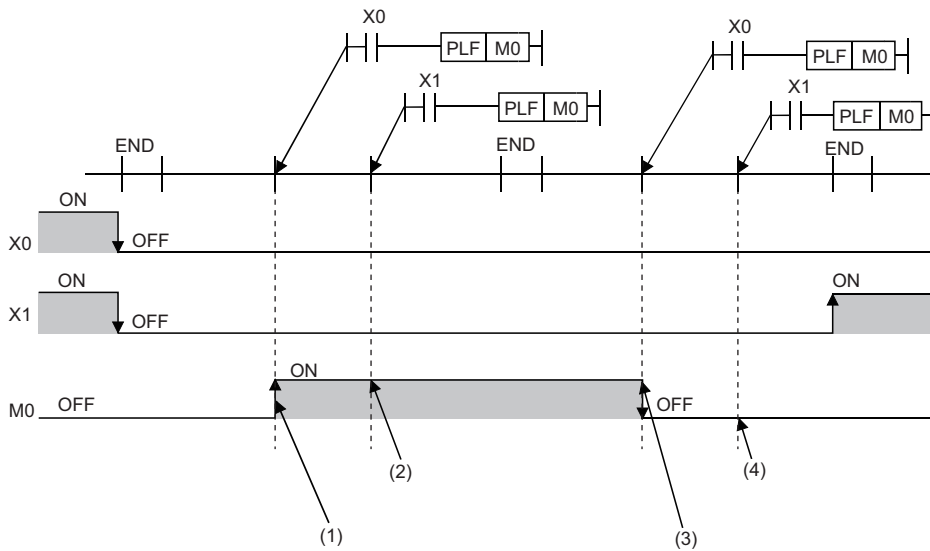 X0
PLF M0
X1
PLF M0
X0
PLF M0
X1
PLF M0
END
END
END
ON
X0
OFF
ON
X1
OFF
ON
ON
M0
OFF
OFF
(1)
(2)
(3)
(4)